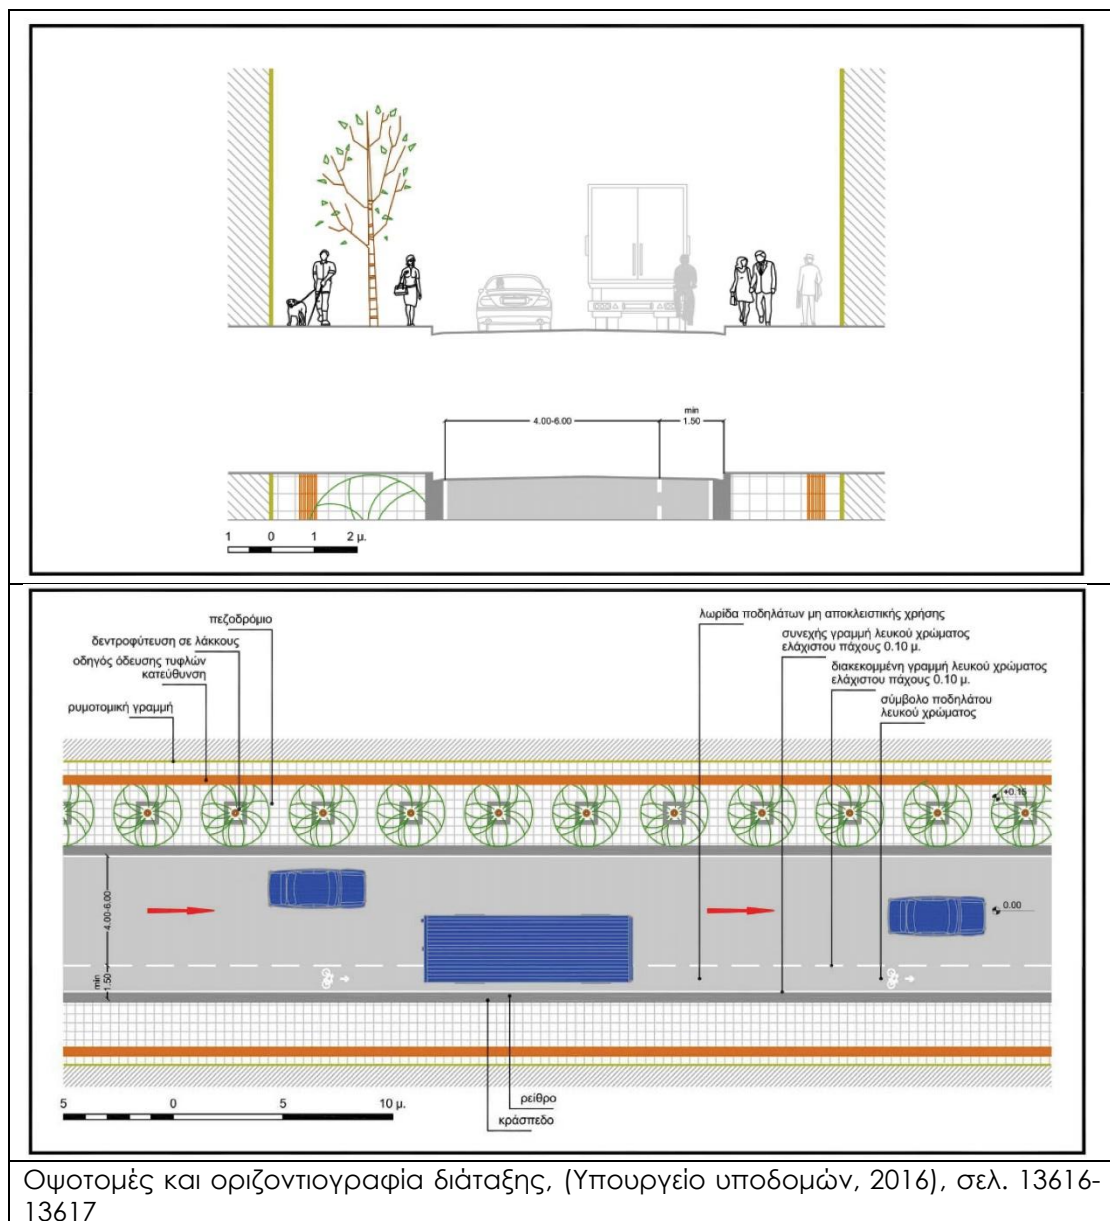 4.00-6.00
min
1.50
1 0 1 2 μ.
πεζοδρόμιο
δεντροφύτευση σε λάκκους
οδηγός όδευσης τυφλών
κατεύθυνση
ρυμοτομική γραμμή
λωρίδα ποδηλάτων μη αποκλειστικής χρήσης
συνεχής γραμμή λευκού χρώματος
ελάχιστου πάχους 0.10 μ.
διακεκομμένη γραμμή λευκού χρώματος
ελάχιστου πάχους 0.10 μ.
σύμβολο ποδηλάτου
λευκού χρώματος
+0.15
4.00-6.00
0.00
min
1.50
5 0 5 10 μ.
ρείθρο
κράσπεδο
Οψοτομές και οριζοντιογραφία διάταξης, (Υπουργείο υποδομών, 2016), σελ. 13616-
13617